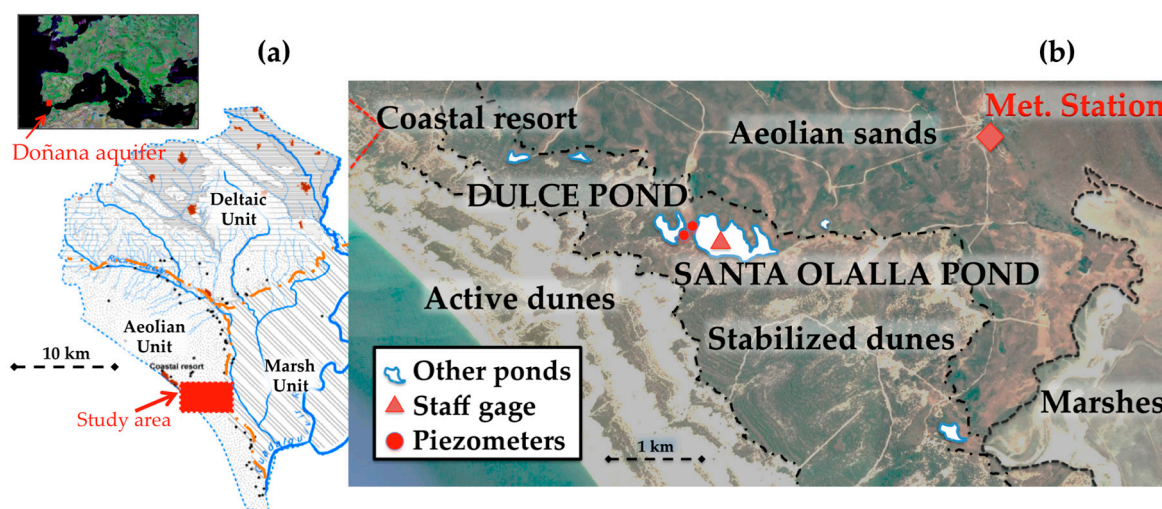 (a)
(b)
Doñana aquifer
Deltaic
Unit
Aeolian
Unit
10 km
Coastal resort
Marsh
Unit
Study area
Coastal resort
Aeolian sands
Met. Station
DULCE POND
SANTA OLALLA POND
Active dunes
Stabilized dunes
Marshes
Other ponds
Staff gage
Piezometers
1 km